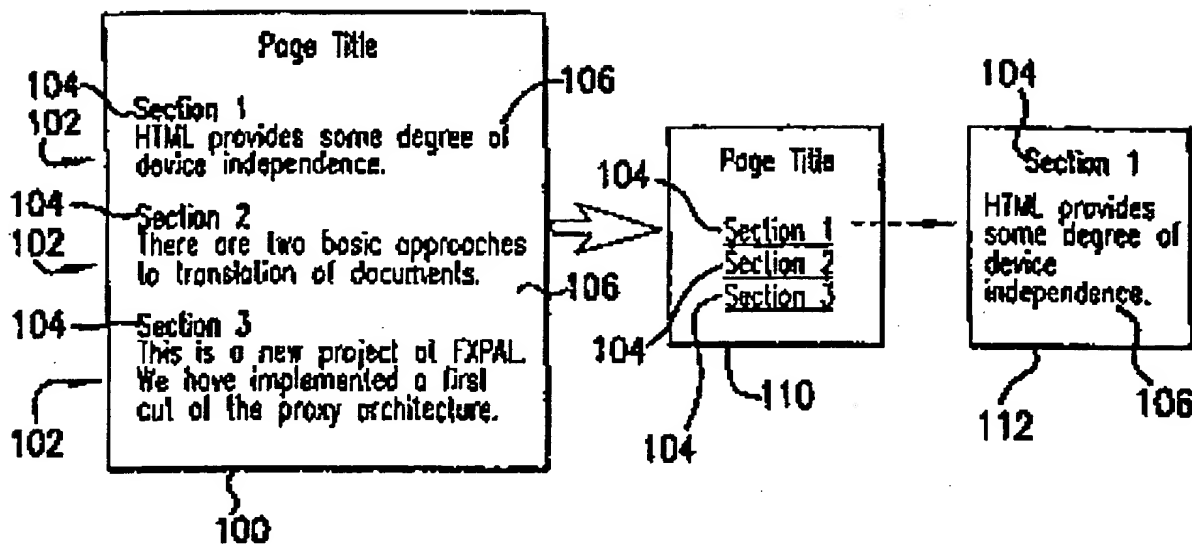 Page Title
104
Section 1
106
102
HTML provides some degree of
device independence.
104
Section 2
102
There are two basic approaches
to translation of documents.
106
104
Section 3
This is a new project at FXPAL.
We have implemented a first
cut of the proxy architecture.
102
100
Page Title
104
Section 1
Section 2
Section 3
104
104
110
104
Section 1
HTML provides
some degree of
device
independence.
106
112